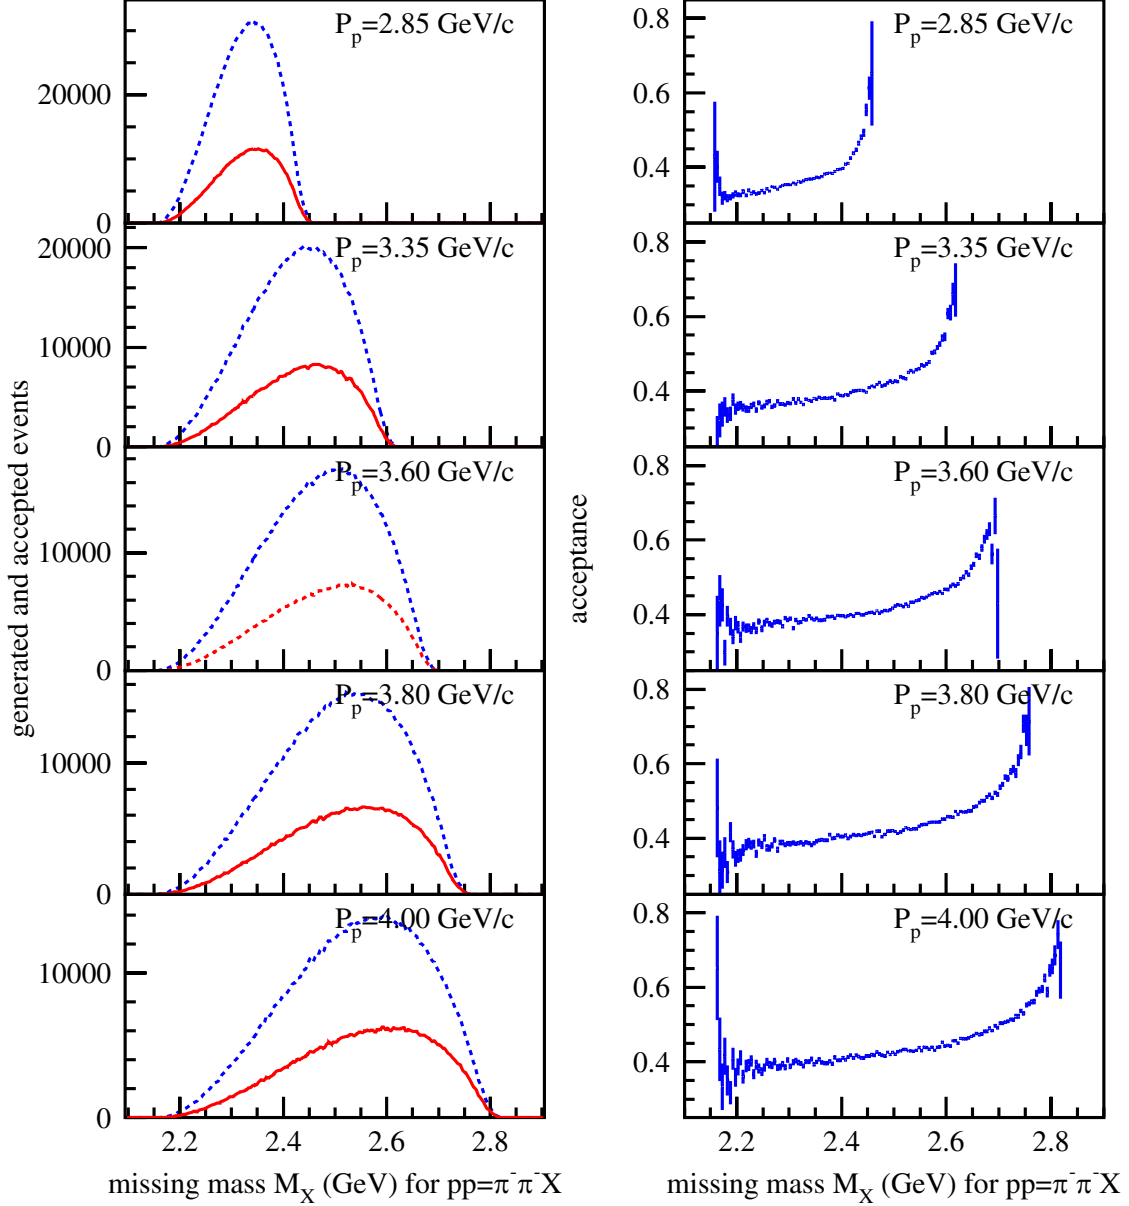 generated and accepted events
P_p=2.85 GeV/c
20000
0
P_p=3.35 GeV/c
20000
10000
0
P_p=3.60 GeV/c
10000
0
P_p=3.80 GeV/c
10000
0
P_p=4.00 GeV/c
10000
0
2.2 2.4 2.6 2.8
missing mass M_X (GeV) for pp=π⁻π⁻X
acceptance
P_p=2.85 GeV/c
0.8
0.6
0.4
P_p=3.35 GeV/c
0.8
0.6
0.4
P_p=3.60 GeV/c
0.8
0.6
0.4
P_p=3.80 GeV/c
0.8
0.6
0.4
P_p=4.00 GeV/c
0.8
0.6
0.4
2.2 2.4 2.6 2.8
missing mass M_X (GeV) for pp=π⁻π⁻X